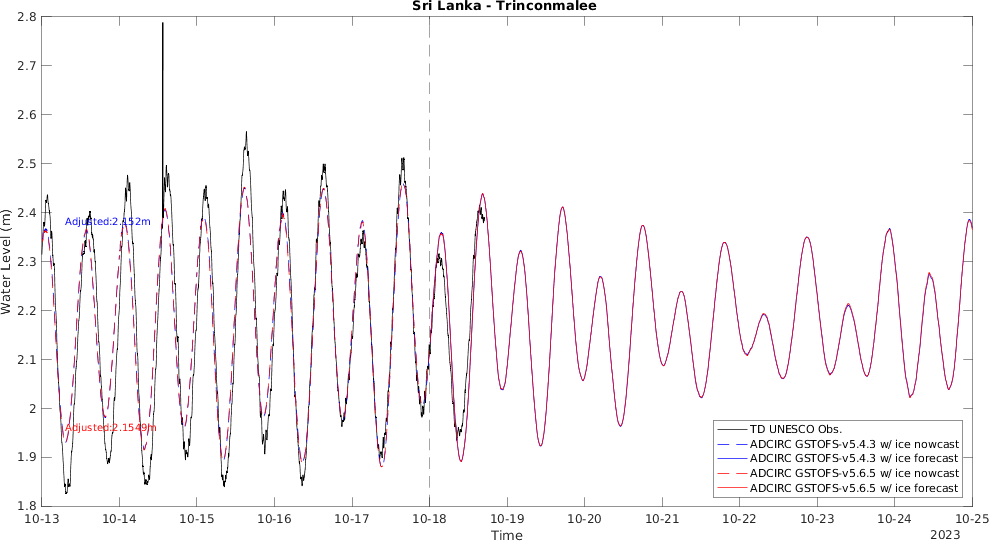 Sri Lanka - Trinconmalee
2.8
2.7
2.6
2.5
2.4
2.3
2.2
2.1
2
1.9
1.8
Water Level (m)
Adjusted:2.152m
Adjusted:2.1549m
TD UNESCO Obs.
ADCIRC GSTOFS-v5.4.3 w/ ice nowcast
ADCIRC GSTOFS-v5.4.3 w/ ice forecast
ADCIRC GSTOFS-v5.6.5 w/ ice nowcast
ADCIRC GSTOFS-v5.6.5 w/ ice forecast
10-13 10-14 10-15 10-16 10-17 10-18 10-19 10-20 10-21 10-22 10-23 10-24 10-25
Time
2023